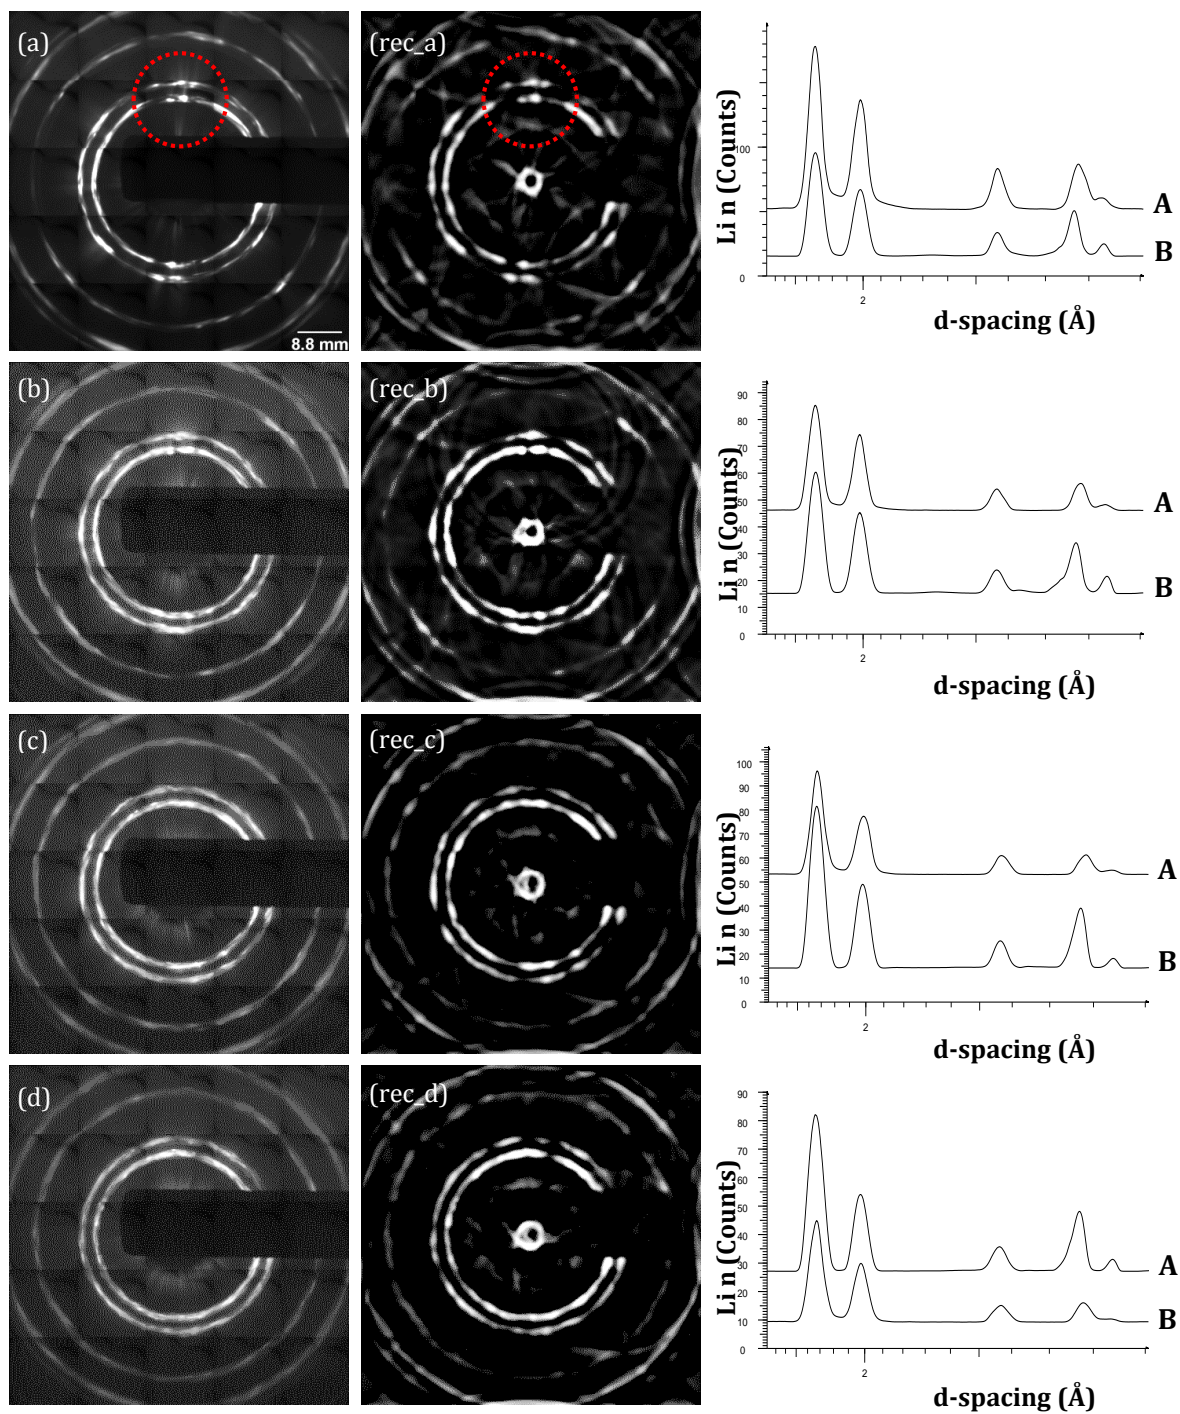 (a)
(rec_a)
8.8 mm
Li n (Counts)
100
0
2
A
B
d-spacing (Å)
(b)
(rec_b)
Li n (Counts)
90
80
70
60
50
40
30
20
10
0
2
A
B
d-spacing (Å)
(c)
(rec_c)
Li n (Counts)
100
90
80
70
60
50
40
30
20
10
0
2
A
B
d-spacing (Å)
(d)
(rec_d)
Li n (Counts)
90
80
70
60
50
40
30
20
10
0
2
A
B
d-spacing (Å)